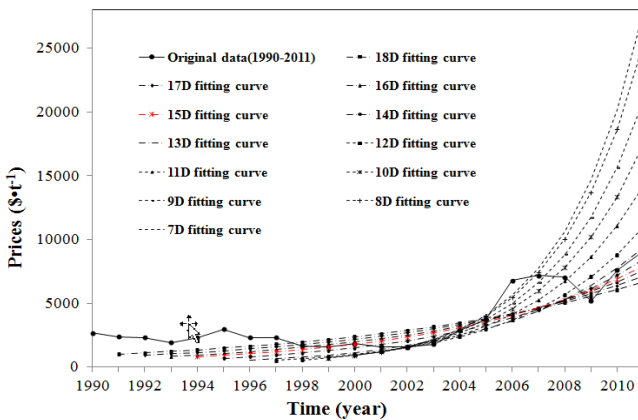 25000
20000
15000
10000
5000
0
Prices ($•t-1)
Original data(1990-2011)
18D fitting curve
17D fitting curve
16D fitting curve
15D fitting curve
14D fitting curve
13D fitting curve
12D fitting curve
11D fitting curve
10D fitting curve
9D fitting curve
8D fitting curve
7D fitting curve
1990 1992 1994 1996 1998 2000 2002 2004 2006 2008 2010
Time (year)